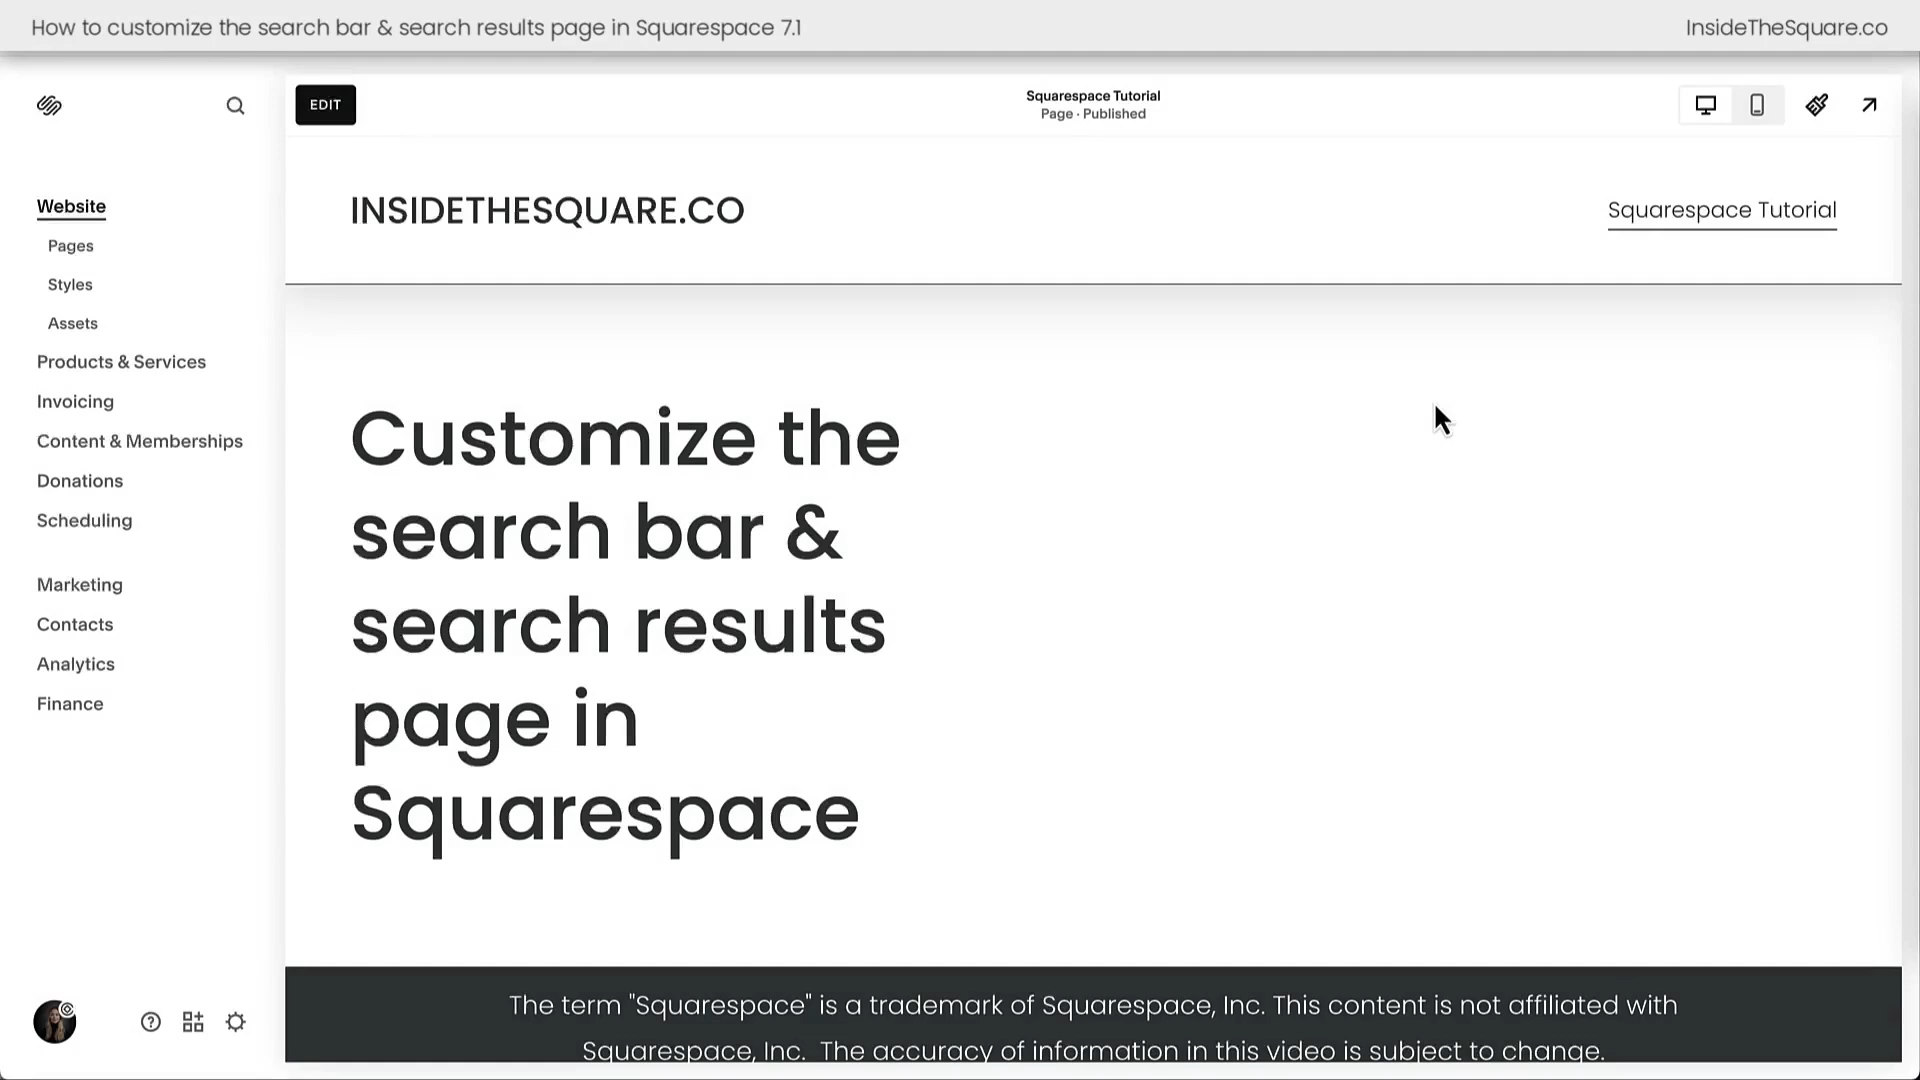 How to customize the search bar & search results page in Squarespace 7.1
InsideTheSquare.co
EDIT
Squarespace Tutorial
Page · Published
Website
Pages
Styles
Assets
Products & Services
Invoicing
Content & Memberships
Donations
Scheduling
Marketing
Contacts
Analytics
Finance
INSIDETHESQUARE.CO
Squarespace Tutorial
Customize the
search bar &
search results
page in
Squarespace
The term "Squarespace" is a trademark of Squarespace, Inc. This content is not affiliated with
Squarespace, Inc.  The accuracy of information in this video is subject to change.